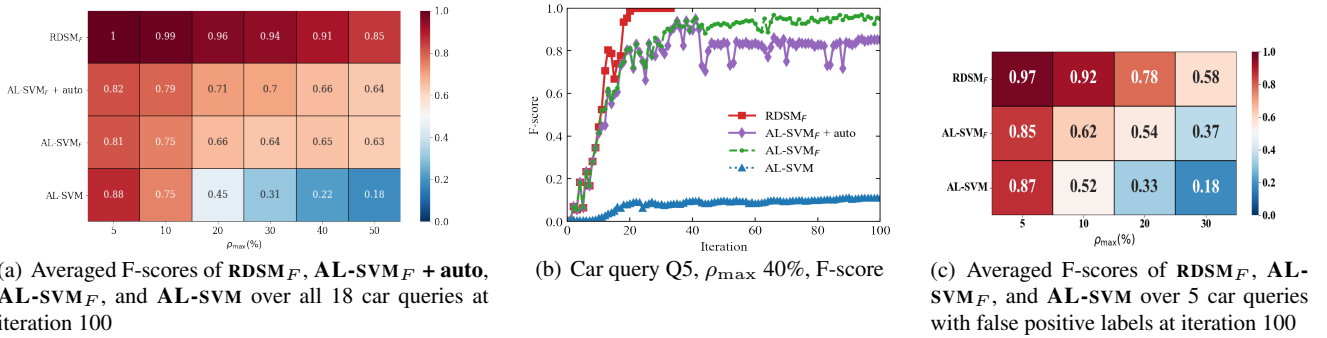 RDSM_F
1 0.99 0.96 0.94 0.91 0.85
AL-SVM_F + auto
0.82 0.79 0.71 0.7 0.66 0.64
AL-SVM_F
0.81 0.75 0.66 0.64 0.65 0.63
AL-SVM
0.88 0.75 0.45 0.31 0.22 0.18
5 10 20 30 40 50
ρmax(%)
1.0
0.8
0.6
0.4
0.2
0.0
(a) Averaged F-scores of RDSM_F, AL-SVM_F + auto,
AL-SVM_F, and AL-SVM over all 18 car queries at
iteration 100
F-score
1.0
0.8
0.6
0.4
0.2
0.0
RDSM_F
AL-SVM_F + auto
AL-SVM_F
AL-SVM
0 20 40 60 80 100
Iteration
(b) Car query Q5, ρmax 40%, F-score
RDSM_F
0.97 0.92 0.78 0.58
AL-SVM_F
0.85 0.62 0.54 0.37
AL-SVM
0.87 0.52 0.33 0.18
5 10 20 30
ρmax(%)
1.0
0.8
0.6
0.4
0.2
0.0
(c) Averaged F-scores of RDSM_F, AL-
SVM_F, and AL-SVM over 5 car queries
with false positive labels at iteration 100